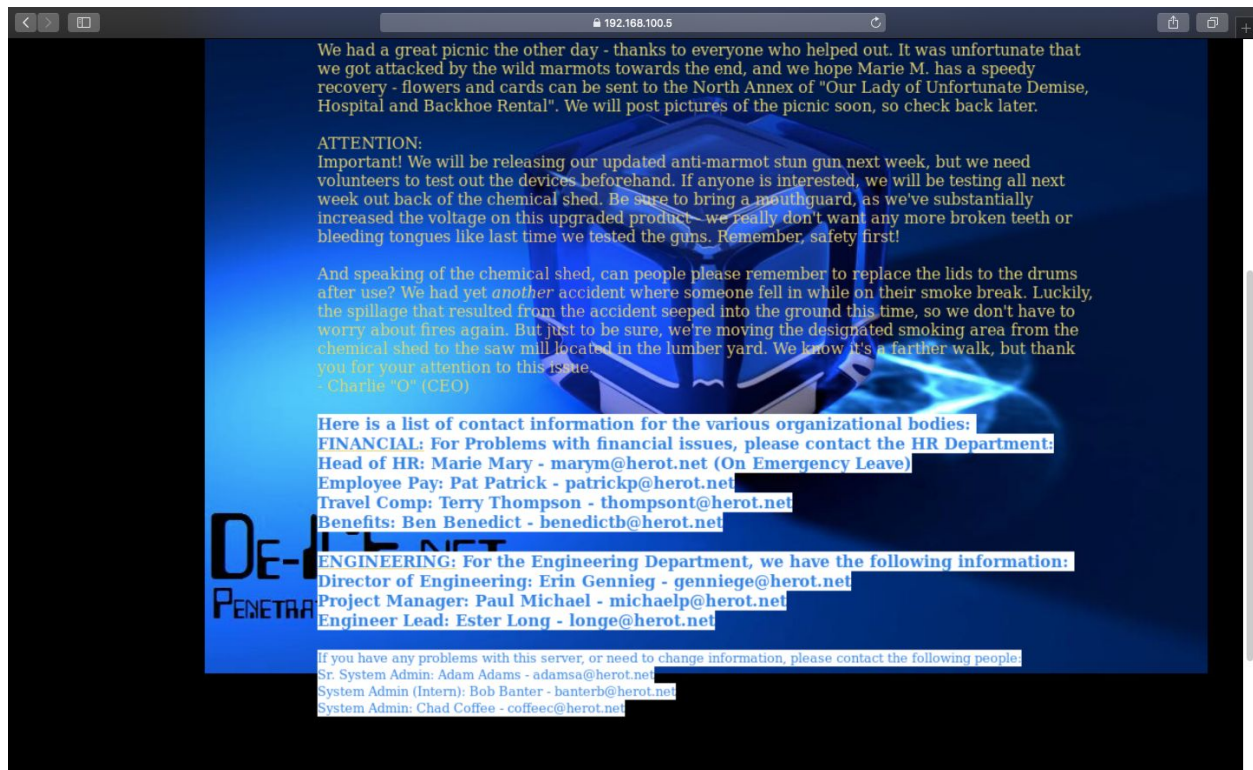 192.168.100.5
We had a great picnic the other day - thanks to everyone who helped out. It was unfortunate that
we got attacked by the wild marmots towards the end, and we hope Marie M. has a speedy
recovery - flowers and cards can be sent to the North Annex of "Our Lady of Unfortunate Demise,
Hospital and Backhoe Rental". We will post pictures of the picnic soon, so check back later.
ATTENTION:
Important! We will be releasing our updated anti-marmot stun gun next week, but we need
volunteers to test out the devices beforehand. If anyone is interested, we will be testing all next
week out back of the chemical shed. Be sure to bring a mouthguard, as we've substantially
increased the voltage on this upgraded product - we really don't want any more broken teeth or
bleeding tongues like last time we tested the guns. Remember, safety first!
And speaking of the chemical shed, can people please remember to replace the lids to the drums
after use? We had yet another accident where someone fell in while on their smoke break. Luckily,
the spillage that resulted from the accident seeped into the ground this time, so we don't have to
worry about fires again. But just to be sure, we're moving the designated smoking area from the
chemical shed to the saw mill located in the lumber yard. We know it's a farther walk, but thank
you for your attention to this issue.
- Charlie "O" (CEO)
Here is a list of contact information for the various organizational bodies:
FINANCIAL: For Problems with financial issues, please contact the HR Department:
Head of HR: Marie Mary - marym@herot.net (On Emergency Leave)
Employee Pay: Pat Patrick - patrickp@herot.net
Travel Comp: Terry Thompson - thompsont@herot.net
Benefits: Ben Benedict - benedictb@herot.net
ENGINEERING: For the Engineering Department, we have the following information:
Director of Engineering: Erin Gennieg - genniege@herot.net
Project Manager: Paul Michael - michaelp@herot.net
Engineer Lead: Ester Long - longe@herot.net
If you have any problems with this server, or need to change information, please contact the following people:
Sr. System Admin: Adam Adams - adamsa@herot.net
System Admin (Intern): Bob Banter - banterb@herot.net
System Admin: Chad Coffee - coffeec@herot.net